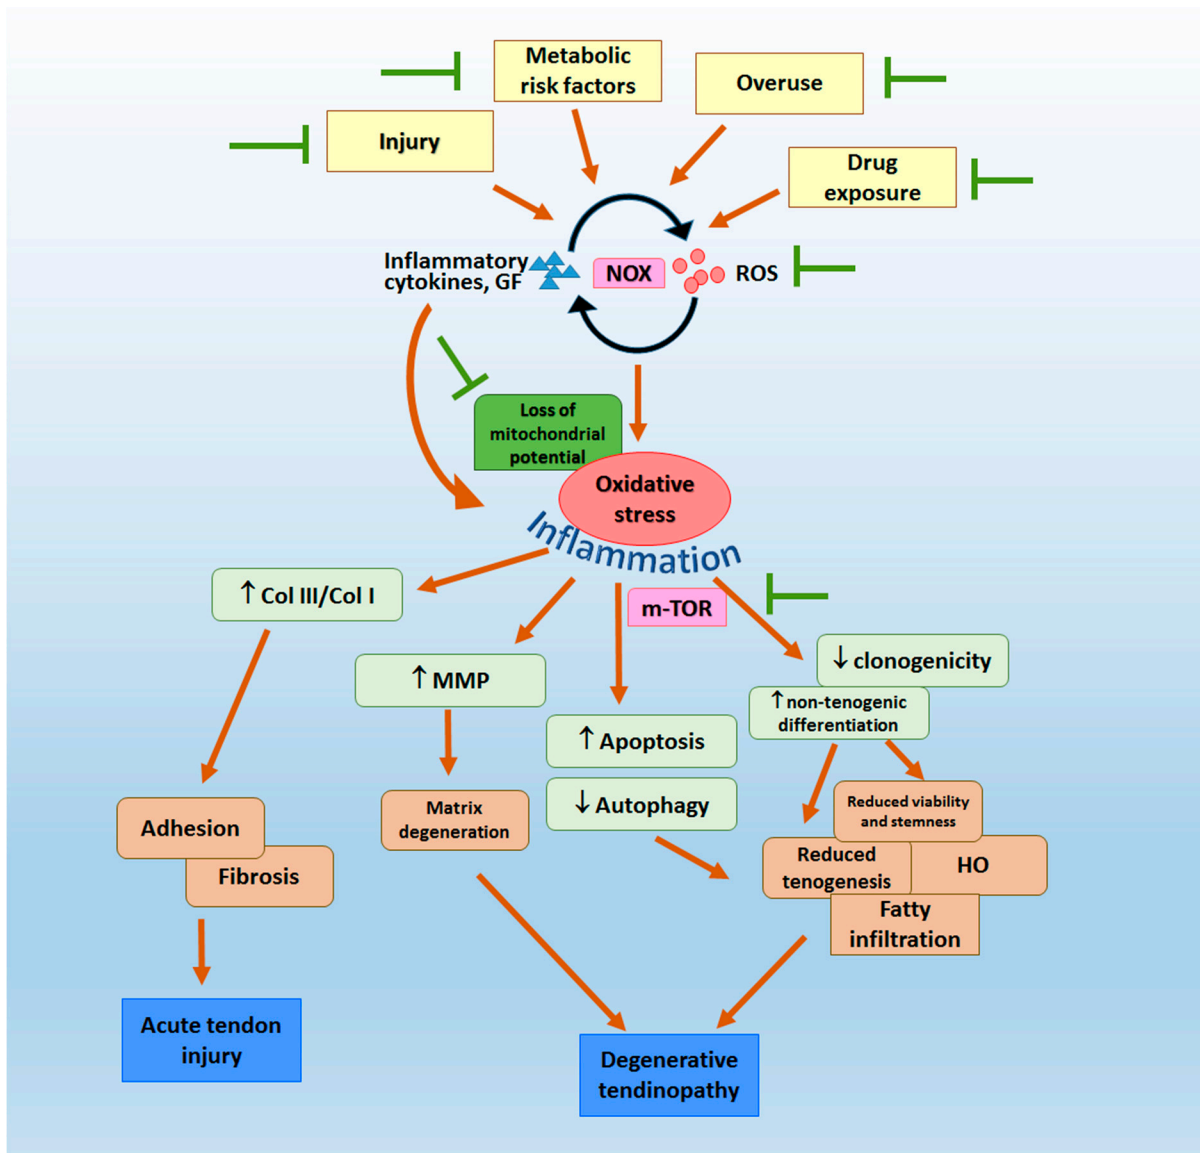 Metabolic
risk factors
Overuse
Injury
Drug
exposure
Inflammatory
cytokines, GF
NOX
ROS
Loss of
mitochondrial
potential
Oxidative
stress
Inflammation
↑ Col III/Col I
m-TOR
↓ clonogenicity
↑ MMP
↑ non-tenogenic
differentiation
↑ Apoptosis
↓ Autophagy
Adhesion
Fibrosis
Matrix
degeneration
Reduced viability
and stemness
Reduced
tenogenesis
HO
Fatty
infiltration
Acute tendon
injury
Degenerative
tendinopathy